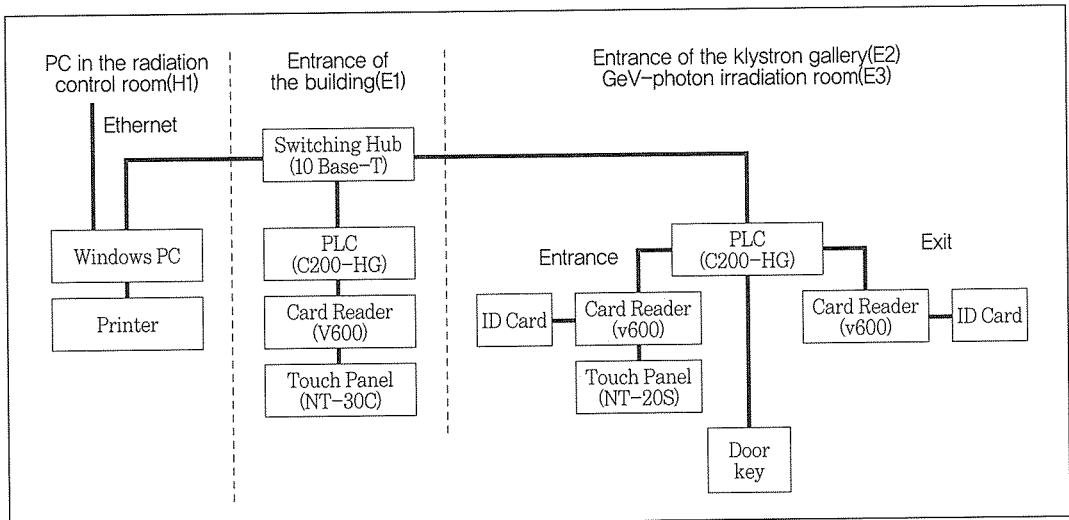 PC in the radiation
control room(H1)
Ethernet
Windows PC
Printer
Entrance of
the building(E1)
Switching Hub
(10 Base-T)
PLC
(C200-HG)
Card Reader
(V600)
Touch Panel
(NT-30C)
Entrance of the klystron gallery(E2)
GeV-photon irradiation room(E3)
PLC
(C200-HG)
Entrance
Exit
ID Card
Card Reader
(v600)
Touch Panel
(NT-20S)
Card Reader
(v600)
ID Card
Door
key